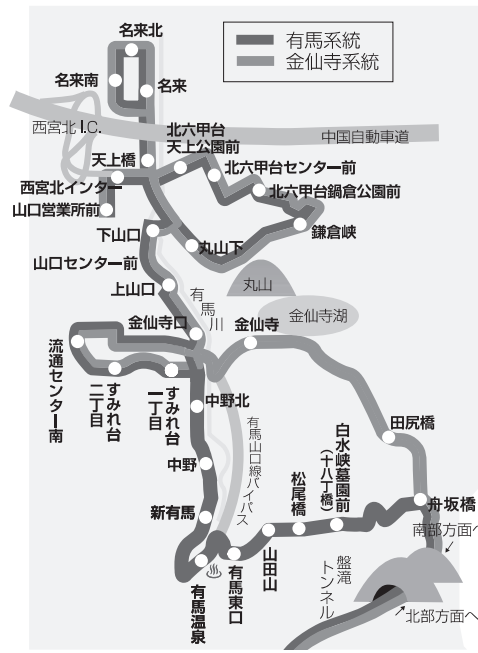 名来北
有馬系統
金仙寺系統
名来南
名来
西宮北I.C.
中国自動車道
北六甲台
天上公園前
天上橋
北六甲台センター前
西宮北インター
北六甲台鍋倉公園前
山口営業所前
下山口
鎌倉峡
丸山下
山口センター前
丸山
上山口
有馬川
金仙寺湖
金仙寺口
金仙寺
流通センター南
すみれ台
二丁目
すみれ台
一丁目
中野北
有馬山口線バイパス
田尻橋
白水峡墓園前
(十八丁橋)
中野
松尾橋
舟坂橋
新有馬
南部方面へ
山田山
盤滝
トンネル
有馬東口
有馬温泉
北部方面へ